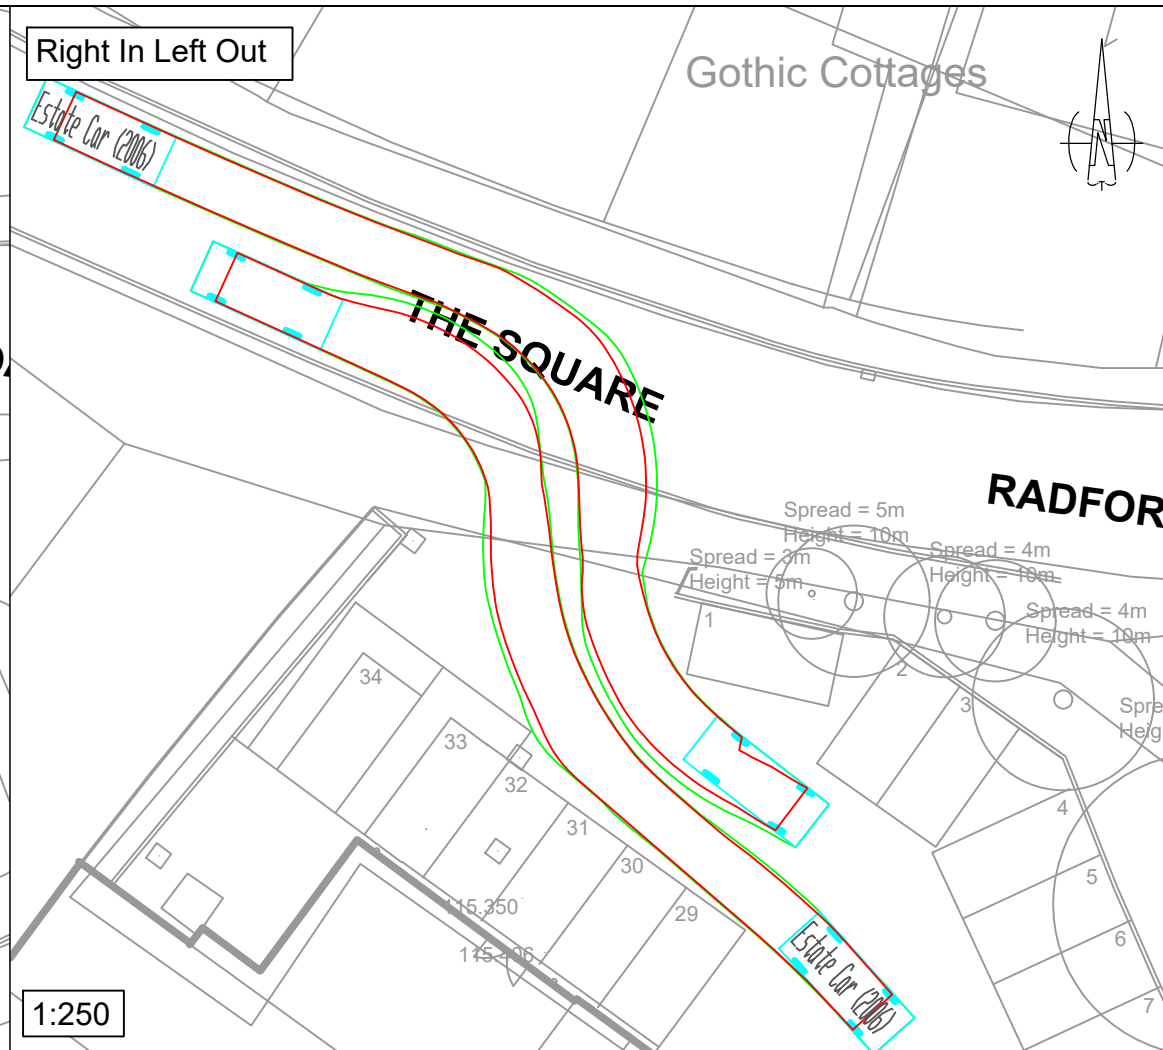 Right In Left Out
Gothic Cottages
N
Estate Car (2006)
THE SQUARE
RADFOR
Spread = 5m
Height = 10m
Spread = 3m
Height = 5m
Spread = 4m
Height = 10m
Spread = 4m
Height = 10m
Spre
Heig
1
2
3
4
5
6
7
34
33
32
31
30
29
115.350
Estate Car (2006)
1:250